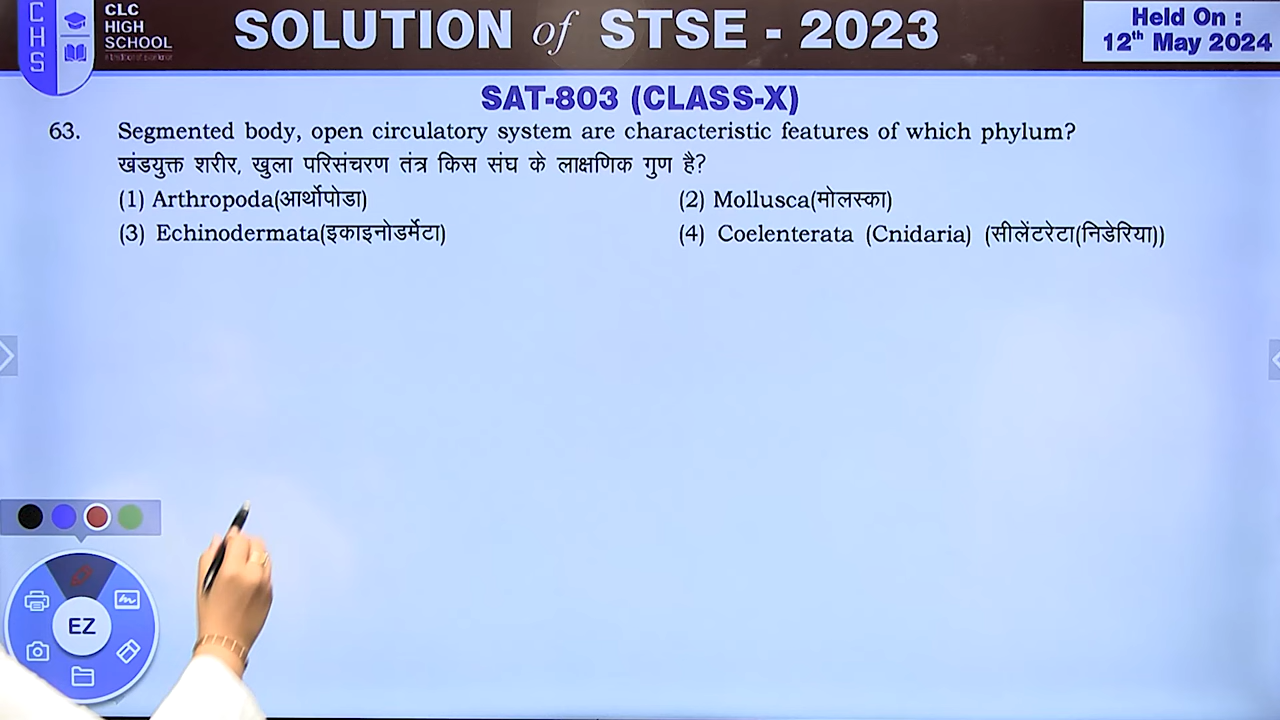 CHS
CLC
HIGH
SCHOOL
SOLUTION of STSE - 2023
Held On :
12th May 2024
SAT-803 (CLASS-X)
63. Segmented body, open circulatory system are characteristic features of which phylum?
खंडयुक्त शरीर, खुला परिसंचरण तंत्र किस संघ के लाक्षणिक गुण है?
(1) Arthropoda(आर्थोपोडा) (2) Mollusca(मोलस्का)
(3) Echinodermata(इकाइनोडर्मेटा) (4) Coelenterata (Cnidaria) (सीलेंटरेटा(निडेरिया))
EZ